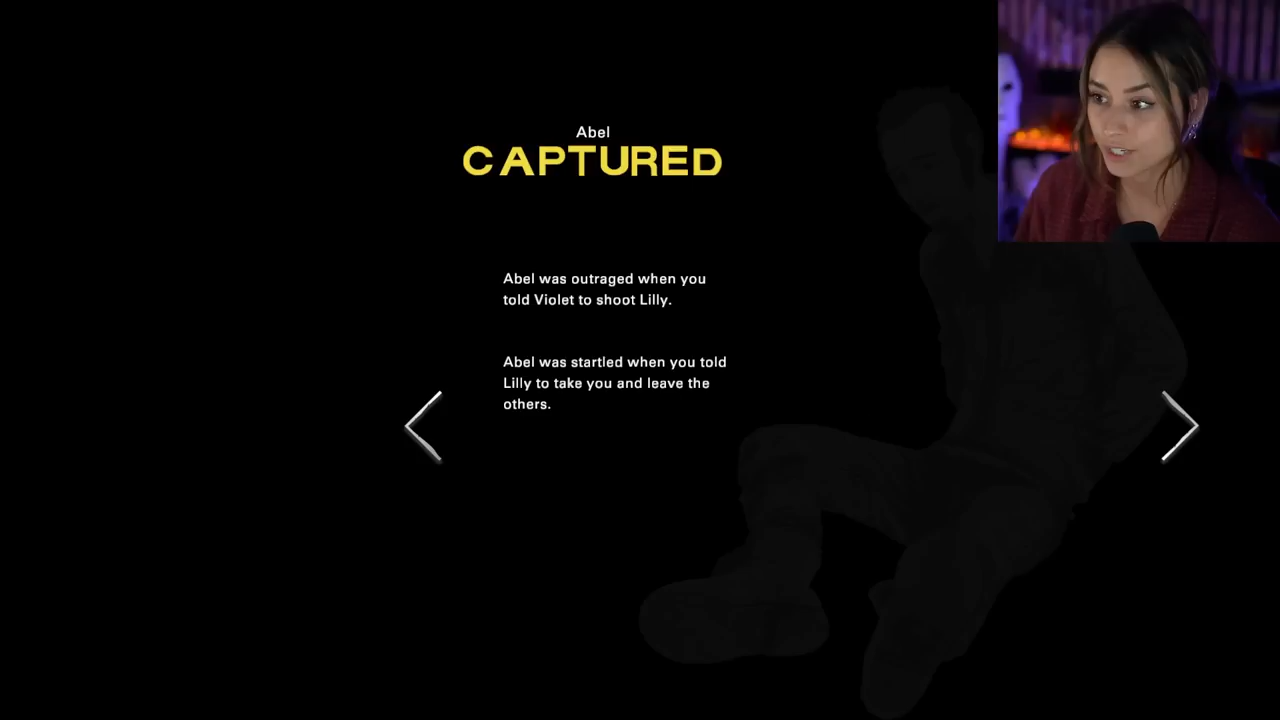 Abel
CAPTURED
Abel was outraged when you
told Violet to shoot Lilly.
Abel was startled when you told
Lilly to take you and leave the
others.